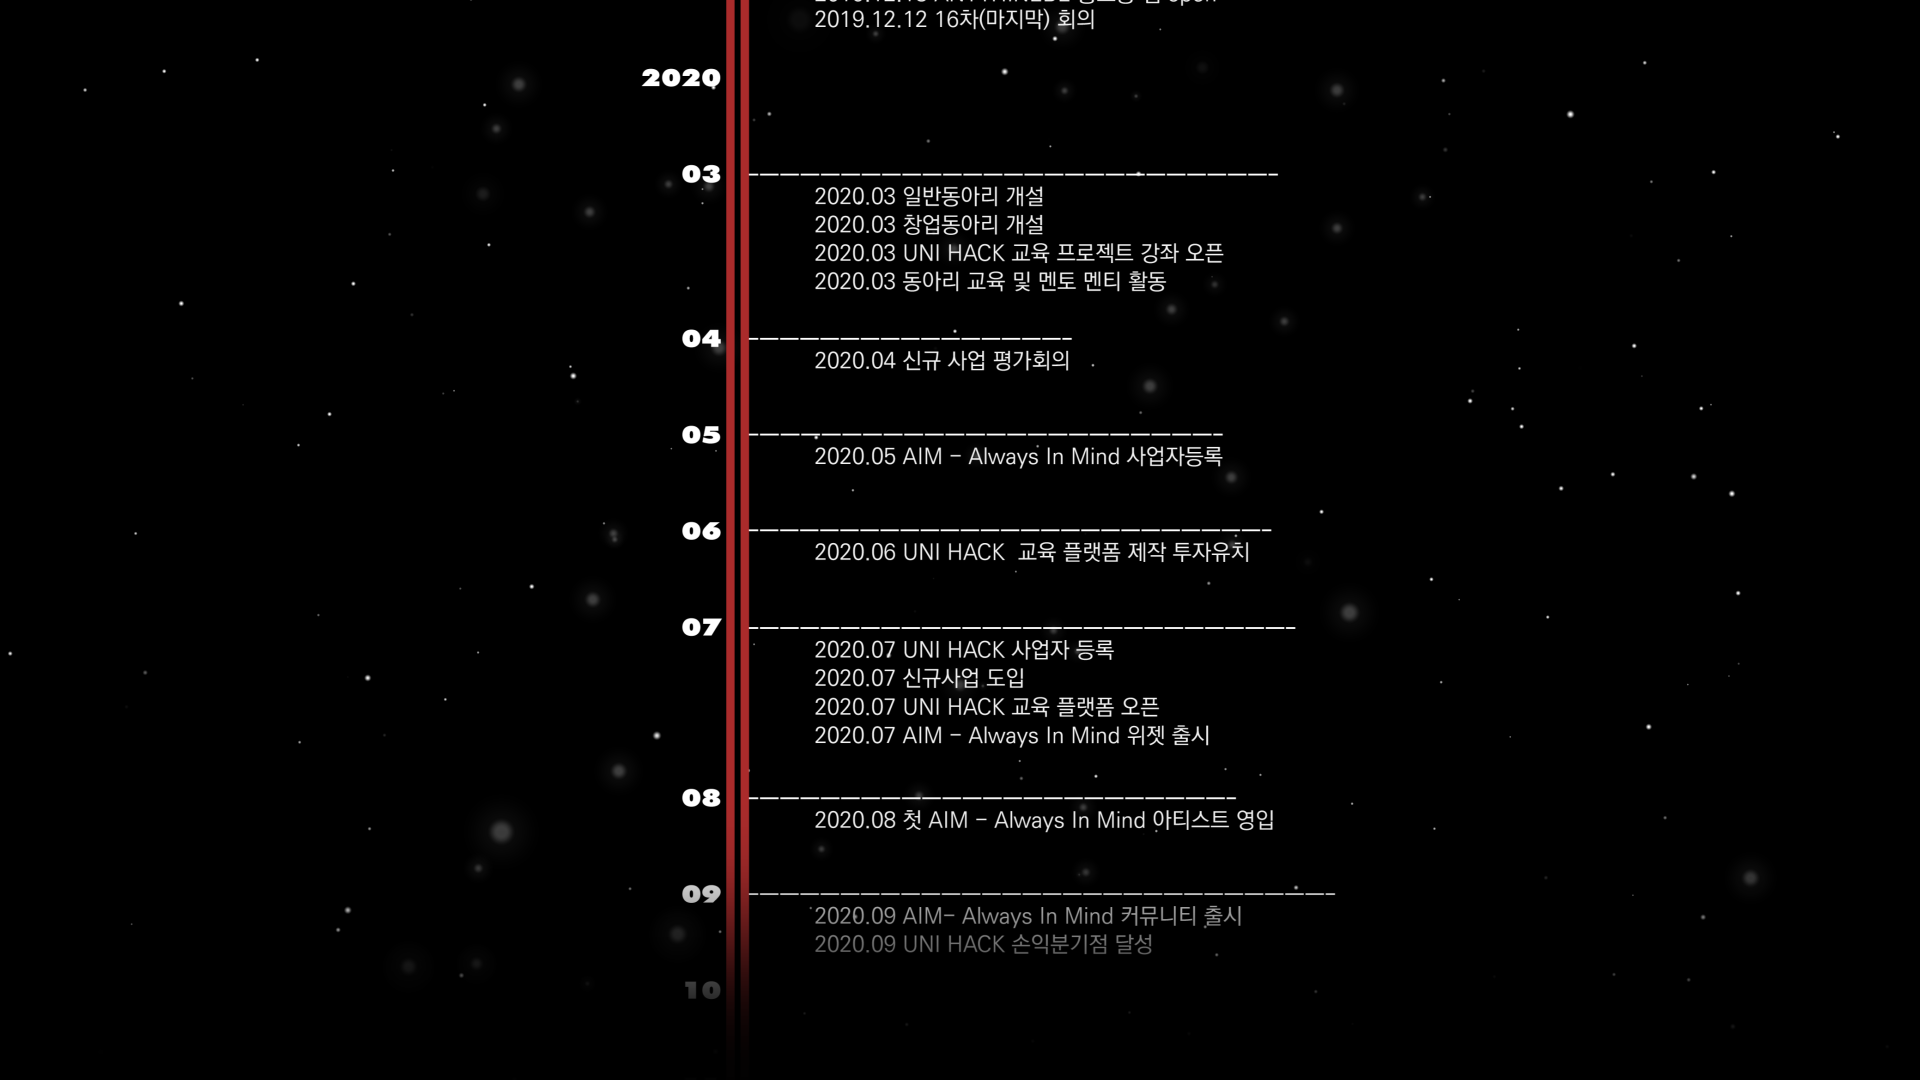 2019.12.12 16차(마지막) 회의
2020
03
2020.03 일반동아리 개설
2020.03 창업동아리 개설
2020.03 UNI HACK 교육 프로젝트 강좌 오픈
2020.03 동아리 교육 및 멘토 멘티 활동
04
2020.04 신규 사업 평가회의
05
2020.05 AIM - Always In Mind 사업자등록
06
2020.06 UNI HACK  교육 플랫폼 제작 투자유치
07
2020.07 UNI HACK 사업자 등록
2020.07 신규사업 도입
2020.07 UNI HACK 교육 플랫폼 오픈
2020.07 AIM - Always In Mind 위젯 출시
08
2020.08 첫 AIM - Always In Mind 아티스트 영입
09
2020.09 AIM- Always In Mind 커뮤니티 출시
2020.09 UNI HACK 손익분기점 달성
10